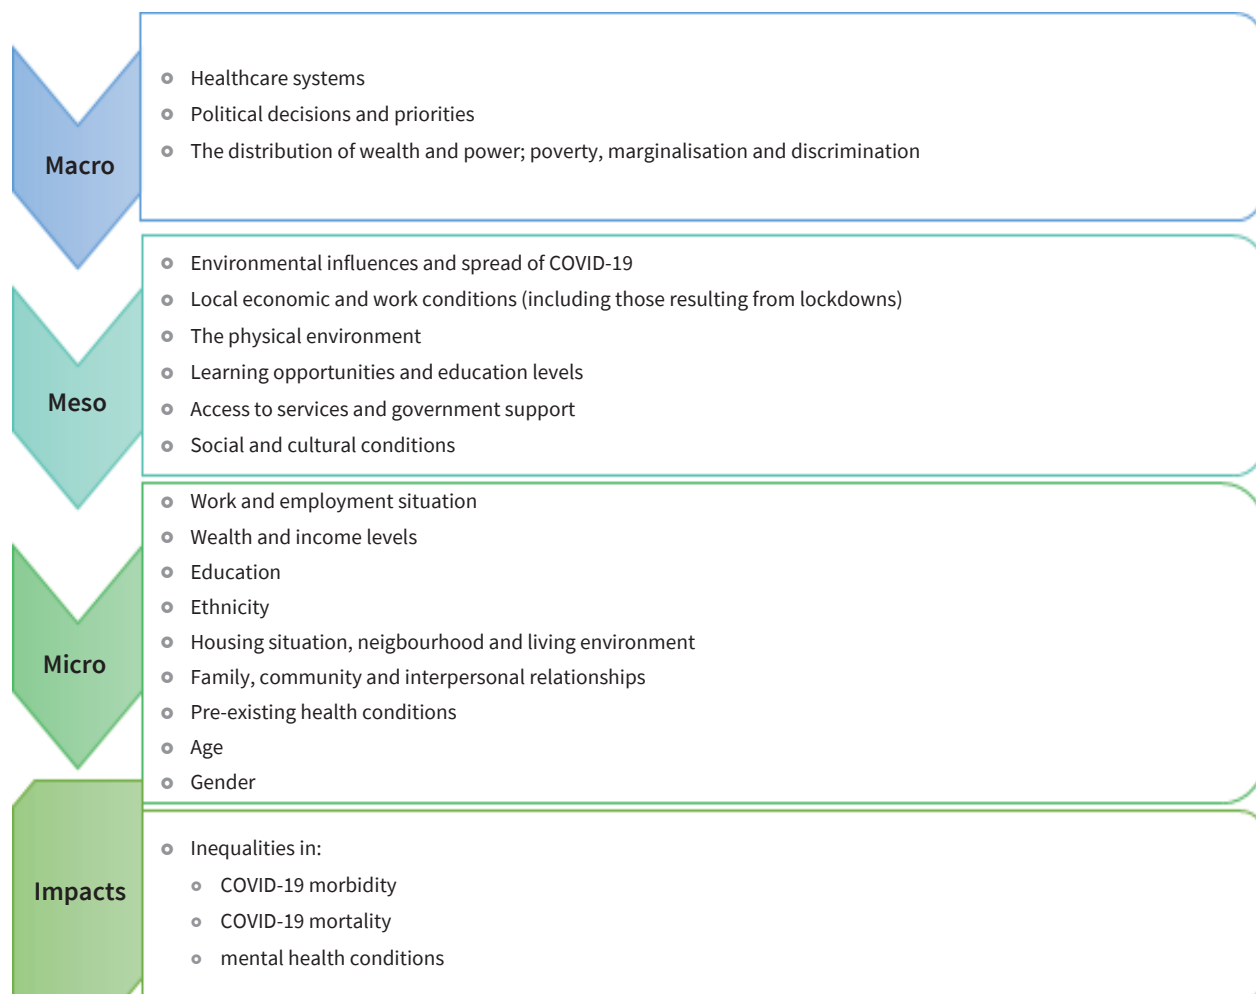 Macro
Healthcare systems
Political decisions and priorities
The distribution of wealth and power; poverty, marginalisation and discrimination
Meso
Environmental influences and spread of COVID-19
Local economic and work conditions (including those resulting from lockdowns)
The physical environment
Learning opportunities and education levels
Access to services and government support
Social and cultural conditions
Micro
Work and employment situation
Wealth and income levels
Education
Ethnicity
Housing situation, neigbourhood and living environment
Family, community and interpersonal relationships
Pre-existing health conditions
Age
Gender
Impacts
Inequalities in:
COVID-19 morbidity
COVID-19 mortality
mental health conditions